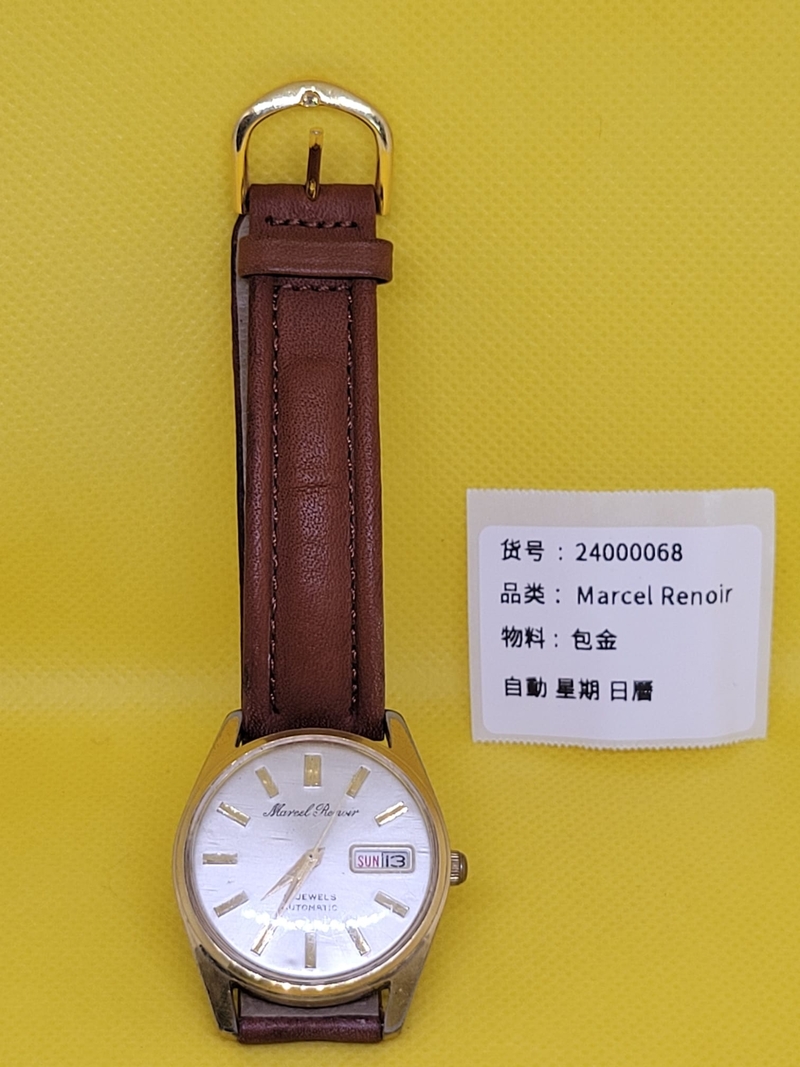 货号 : 24000068
品类 : Marcel Renoir
物料 : 包金
自動 星期 日曆
Marcel Renoir
SUN 13
JEWELS
AUTOMATIC